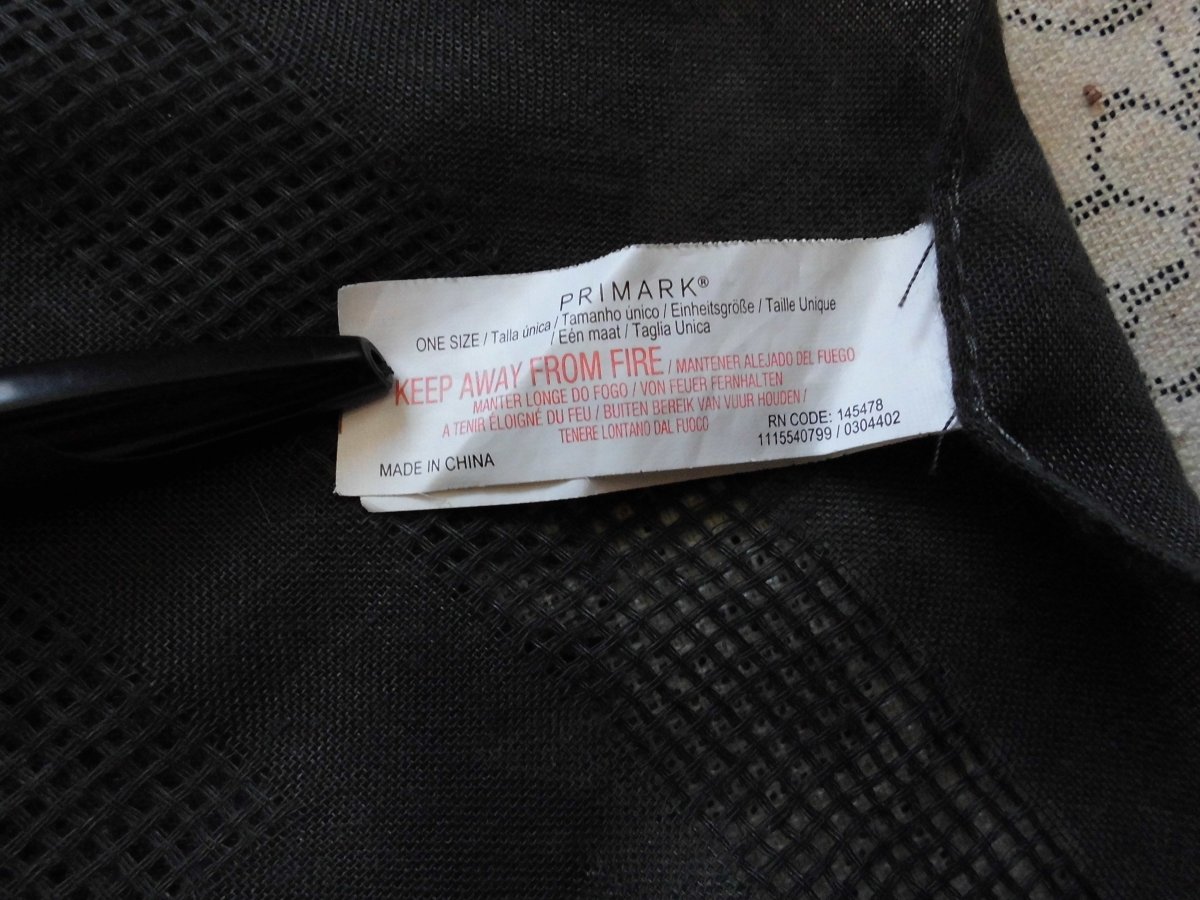 PRIMARK®
ONE SIZE / Talla única / Tamanho único / Einheitsgröße / Taille Unique
/ Eén maat / Taglia Unica
KEEP AWAY FROM FIRE / MANTENER ALEJADO DEL FUEGO
MANTER LONGE DO FOGO / VON FEUER FERNHALTEN
A TENIR ÉLOIGNÉ DU FEU / BUITEN BEREIK VAN VUUR HOUDEN /
TENERE LONTANO DAL FUOCO
RN CODE: 145478
1115540799 / 0304402
MADE IN CHINA